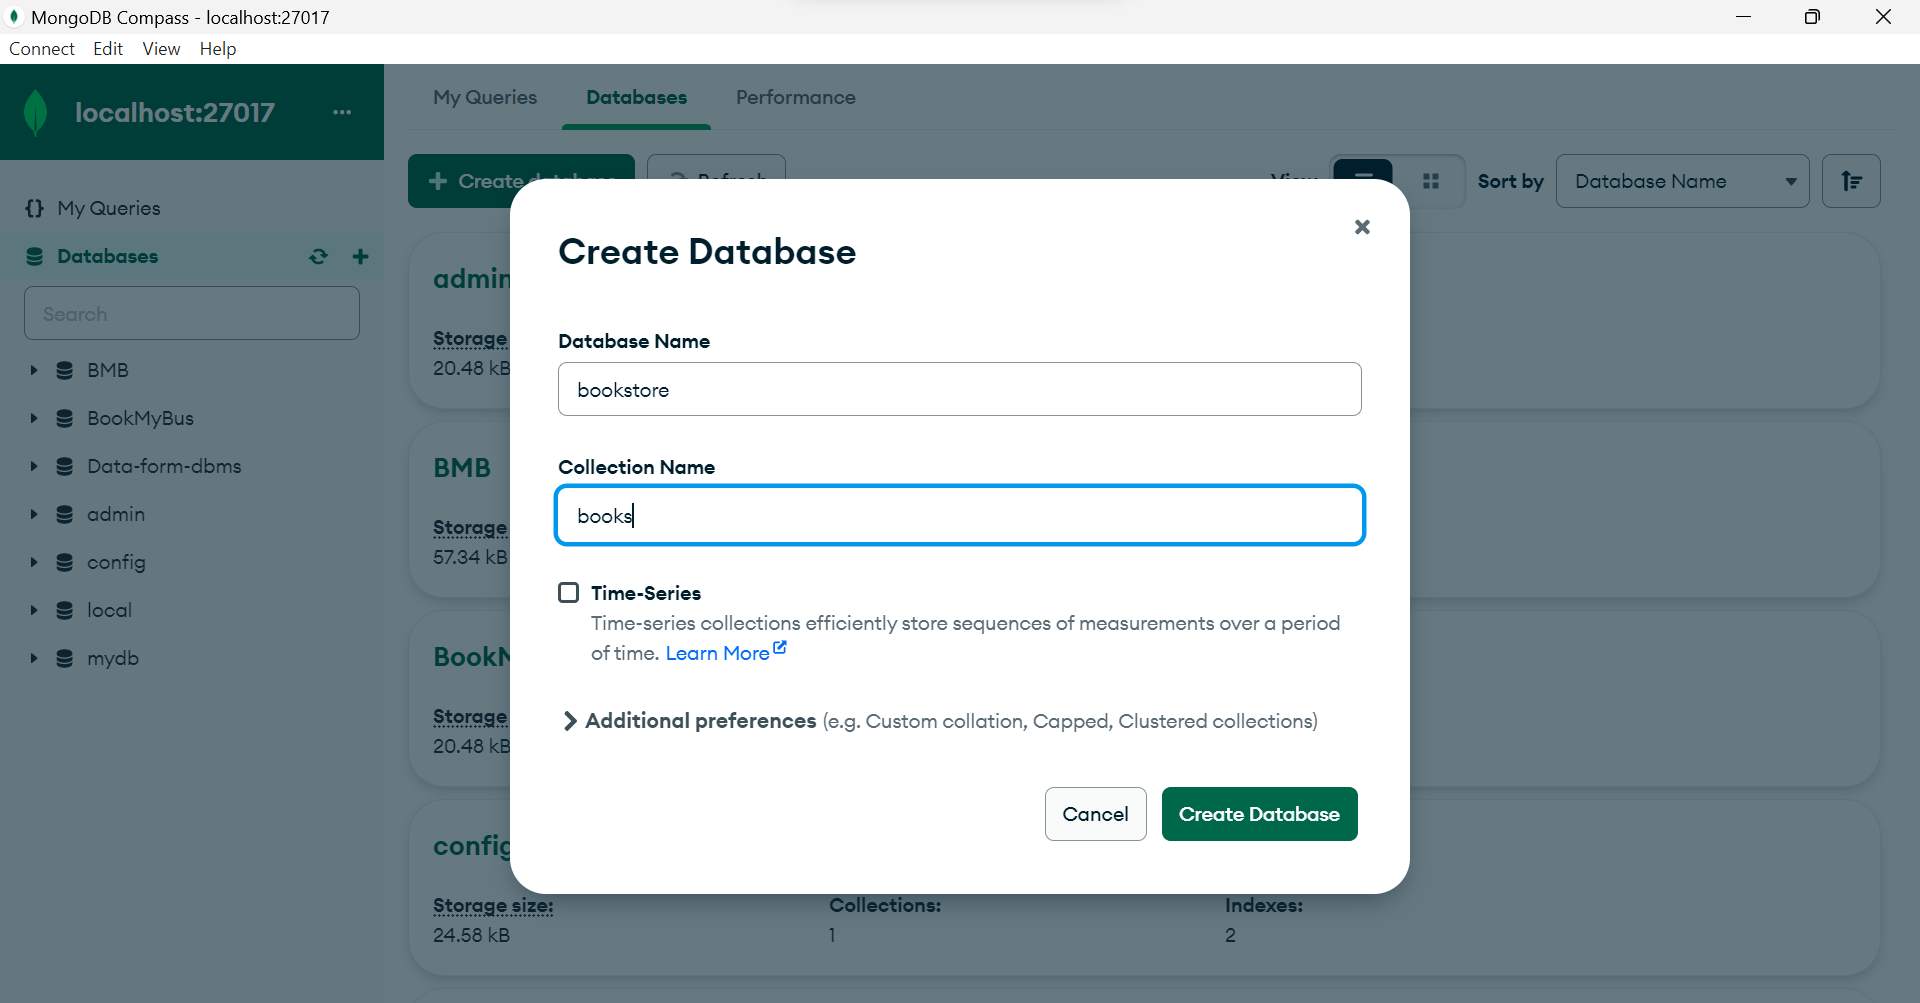 MongoDB Compass - localhost:27017
Connect Edit View Help
localhost:27017
My Queries Databases Performance
Create
Sort by Database Name
{} My Queries
Databases
Search
BMB
BookMyBus
Data-form-dbms
admin
config
local
mydb
admin
Storage
20.48 kB
BMB
Storage
57.34 kB
Storage
20.48 kB
config
Storage size: Collections: Indexes:
24.58 kB 1 2
Create Database
Database Name
bookstore
Collection Name
books
Time-Series
Time-series collections efficiently store sequences of measurements over a period
of time. Learn More
Additional preferences (e.g. Custom collation, Capped, Clustered collections)
Cancel Create Database